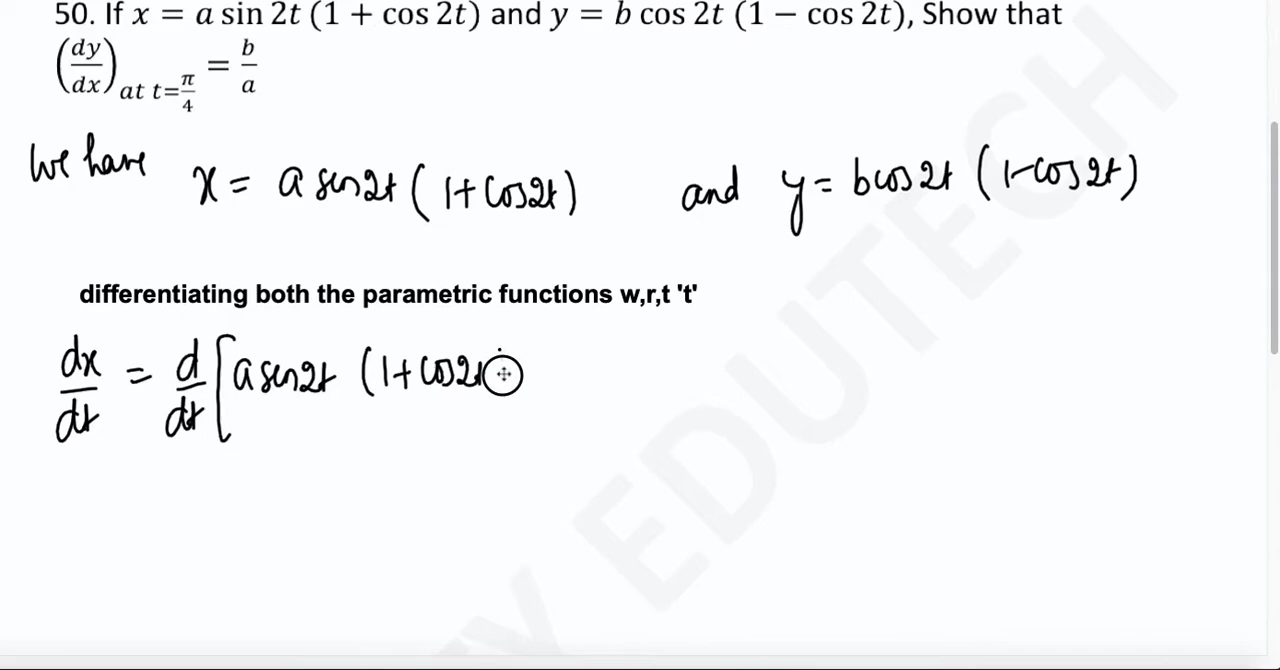 50. If x = a sin 2t (1 + cos 2t) and y = b cos 2t (1 − cos 2t), Show that
(dy/dx) at t=π/4 = b/a
We have x = a sin2t (1+cos2t) and y = bcos2t (1-cos2t)
differentiating both the parametric functions w,r,t 't'
dx/dt = d/dt [a sin2t (1+cos2t
TY EDUTECH